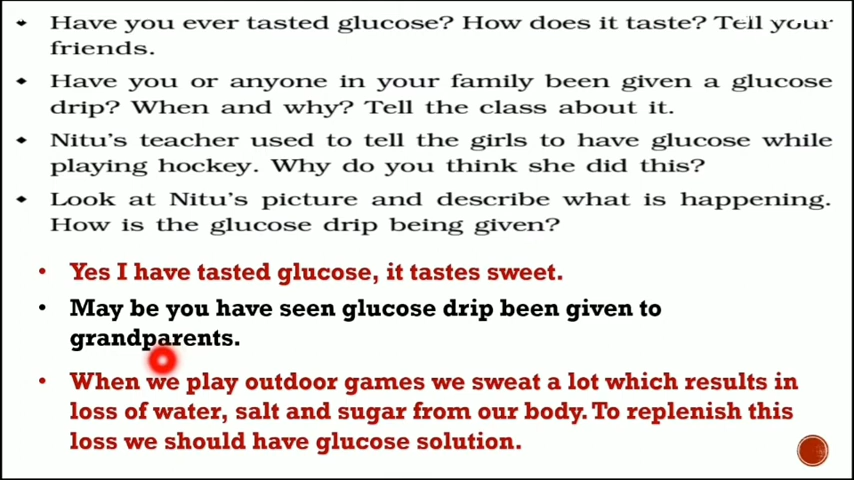 Have you ever tasted glucose? How does it taste? Tell your
friends.
Have you or anyone in your family been given a glucose
drip? When and why? Tell the class about it.
Nitu's teacher used to tell the girls to have glucose while
playing hockey. Why do you think she did this?
Look at Nitu's picture and describe what is happening.
How is the glucose drip being given?
• Yes I have tasted glucose, it tastes sweet.
• May be you have seen glucose drip been given to
grandparents.
• When we play outdoor games we sweat a lot which results in
loss of water, salt and sugar from our body. To replenish this
loss we should have glucose solution.